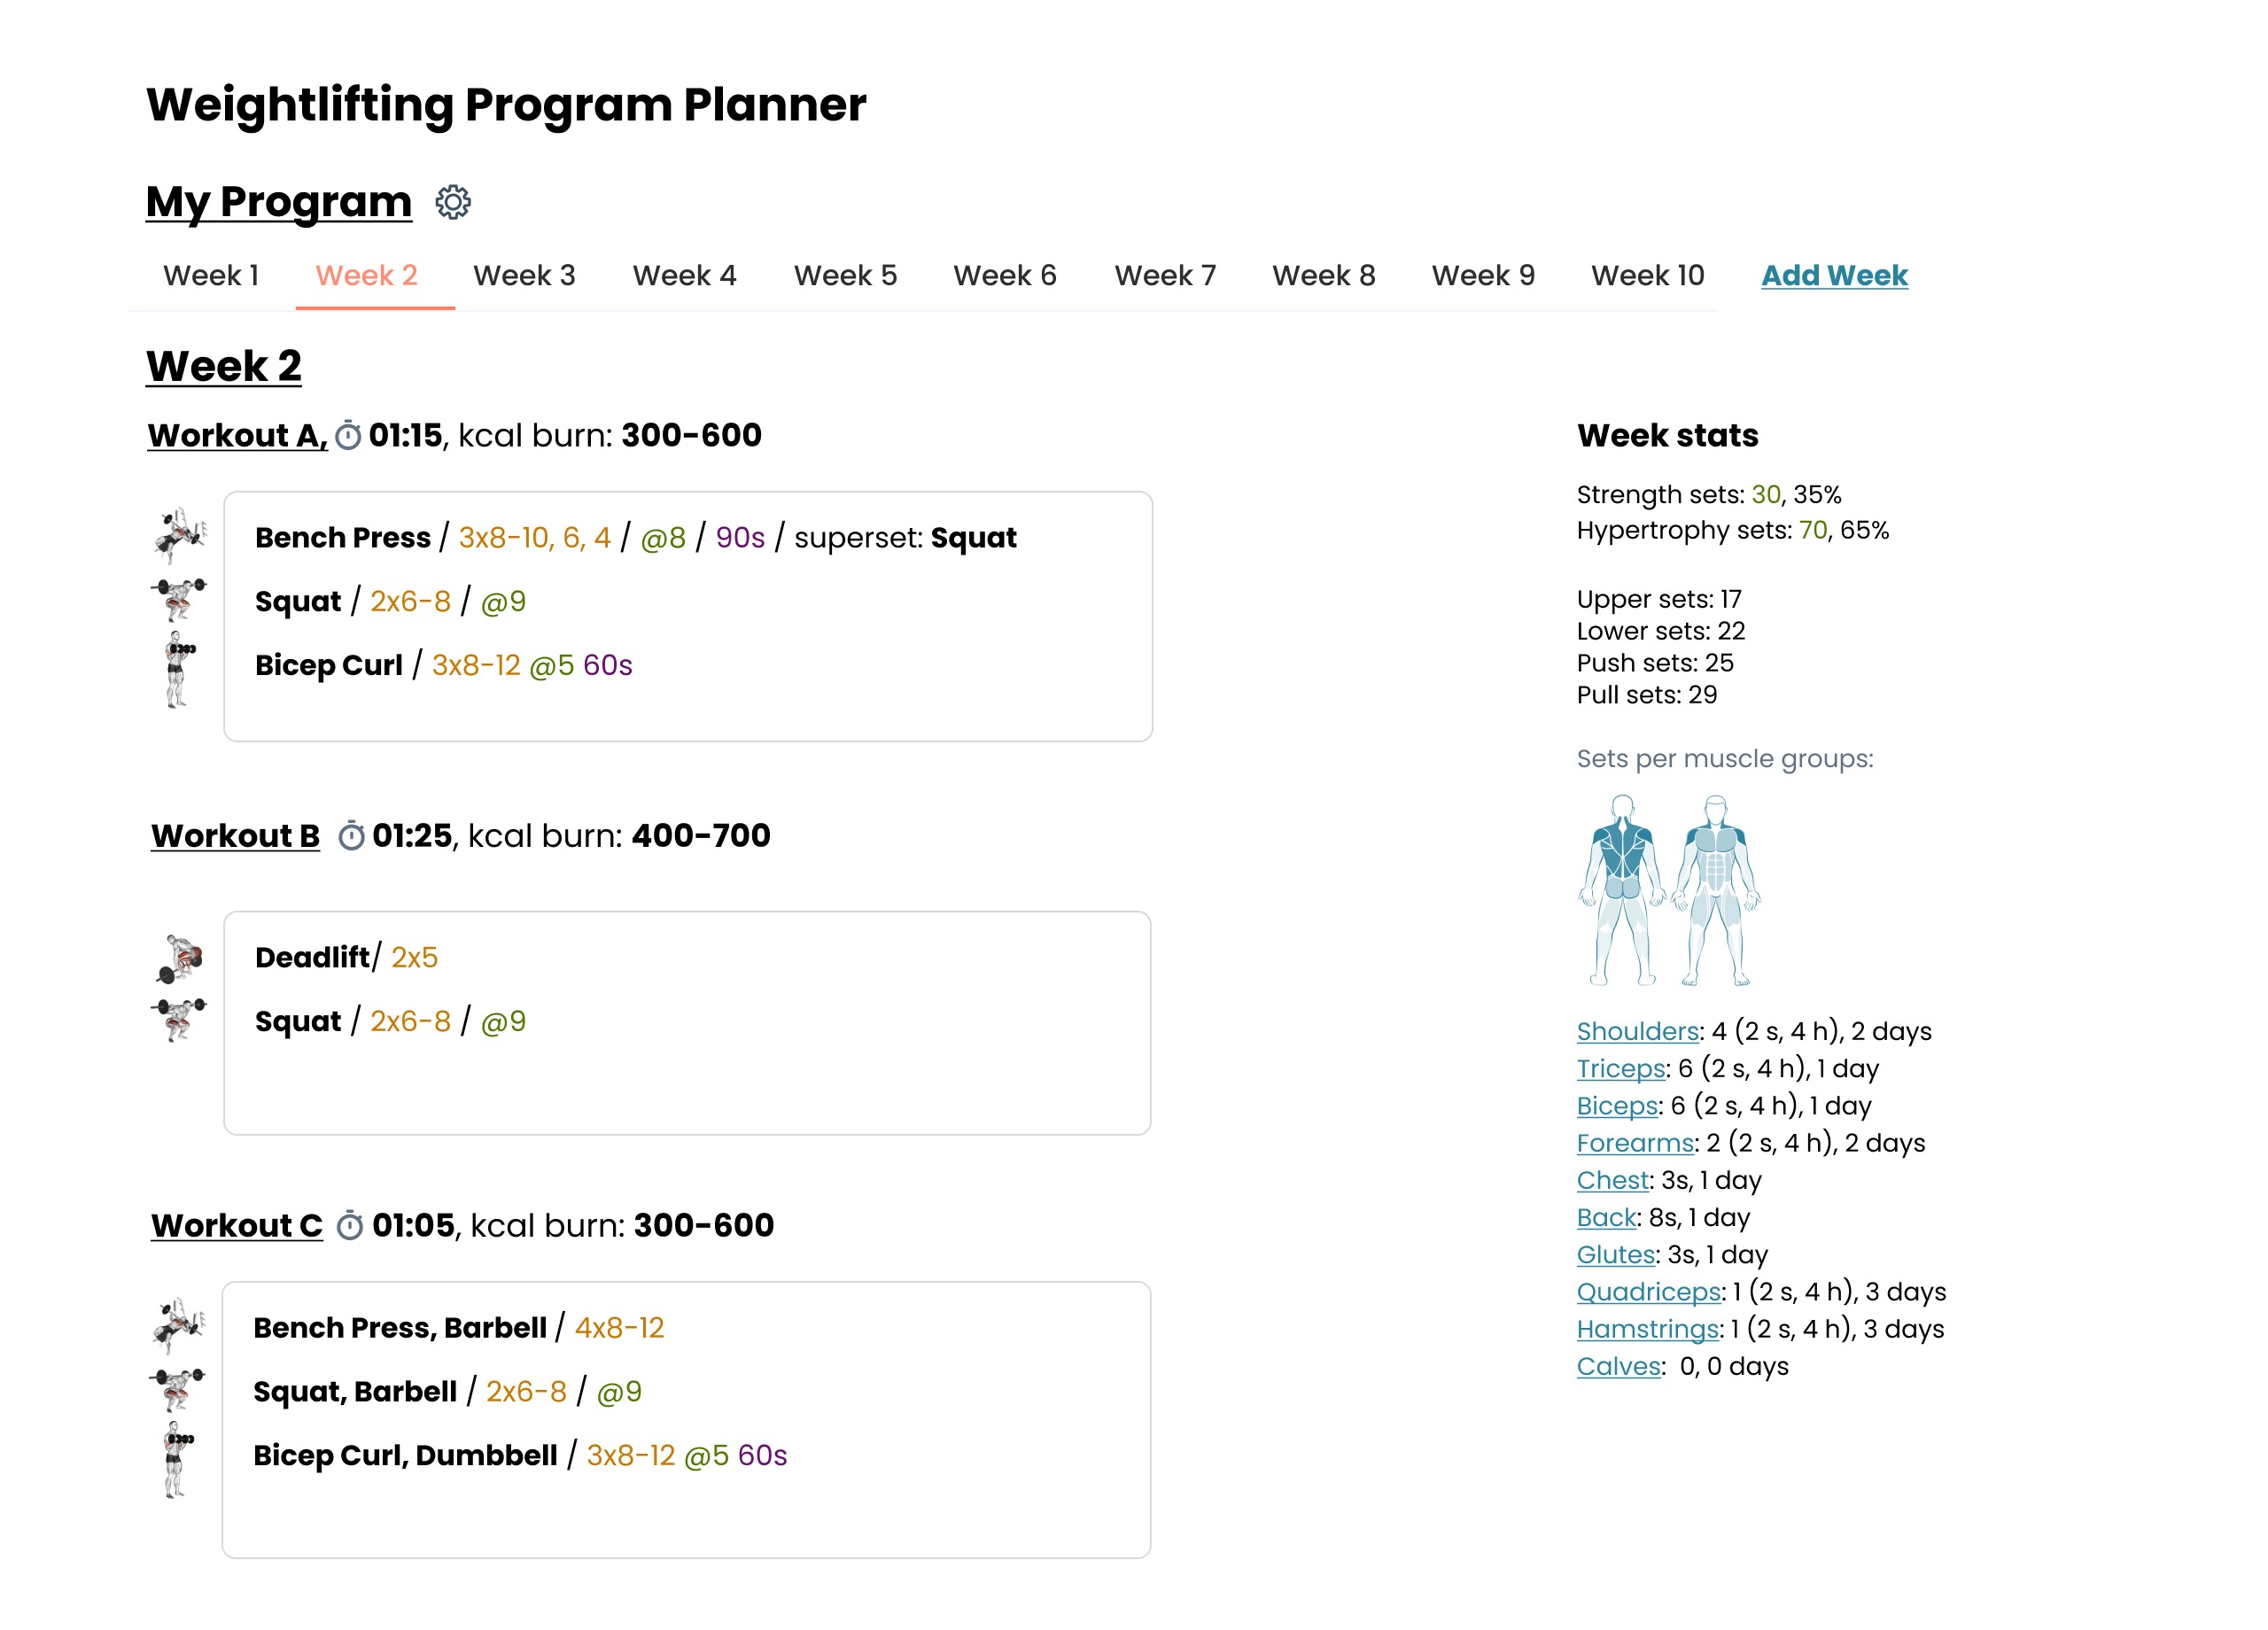 Weightlifting Program Planner
My Program
Week 1 Week 2 Week 3 Week 4 Week 5 Week 6 Week 7 Week 8 Week 9 Week 10 Add Week
Week 2
Workout A, 01:15, kcal burn: 300-600
Bench Press / 3x8-10, 6, 4 / @8 / 90s / superset: Squat
Squat / 2x6-8 / @9
Bicep Curl / 3x8-12 @5 60s
Workout B 01:25, kcal burn: 400-700
Deadlift/ 2x5
Squat / 2x6-8 / @9
Workout C 01:05, kcal burn: 300-600
Bench Press, Barbell / 4x8-12
Squat, Barbell / 2x6-8 / @9
Bicep Curl, Dumbbell / 3x8-12 @5 60s
Week stats
Strength sets: 30, 35%
Hypertrophy sets: 70, 65%
Upper sets: 17
Lower sets: 22
Push sets: 25
Pull sets: 29
Sets per muscle groups:
Shoulders: 4 (2 s, 4 h), 2 days
Triceps: 6 (2 s, 4 h), 1 day
Biceps: 6 (2 s, 4 h), 1 day
Forearms: 2 (2 s, 4 h), 2 days
Chest: 3s, 1 day
Back: 8s, 1 day
Glutes: 3s, 1 day
Quadriceps: 1 (2 s, 4 h), 3 days
Hamstrings: 1 (2 s, 4 h), 3 days
Calves: 0, 0 days